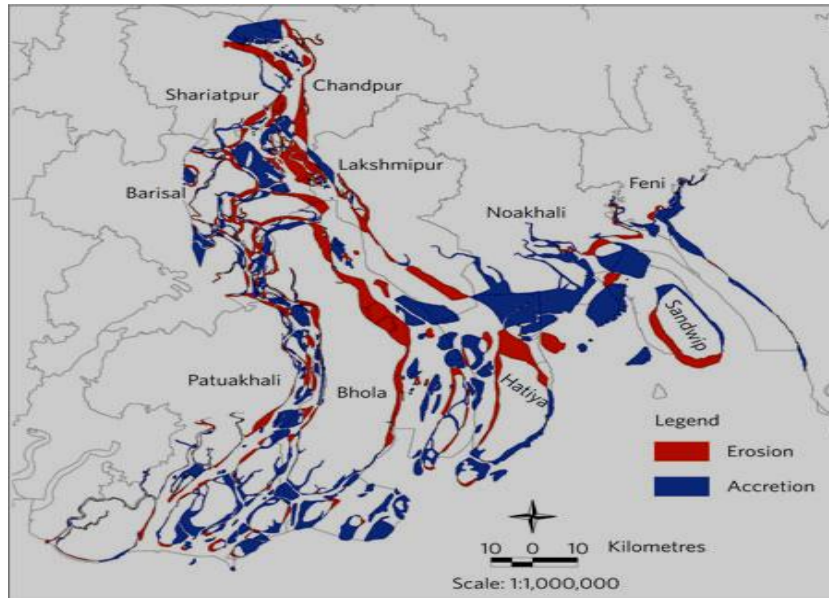 Shariatpur
Chandpur
Lakshmipur
Barisal
Feni
Noakhali
Sandwip
Patuakhali
Bhola
Hatiya
Legend
Erosion
Accretion
10 0 10 Kilometres
Scale: 1:1,000,000